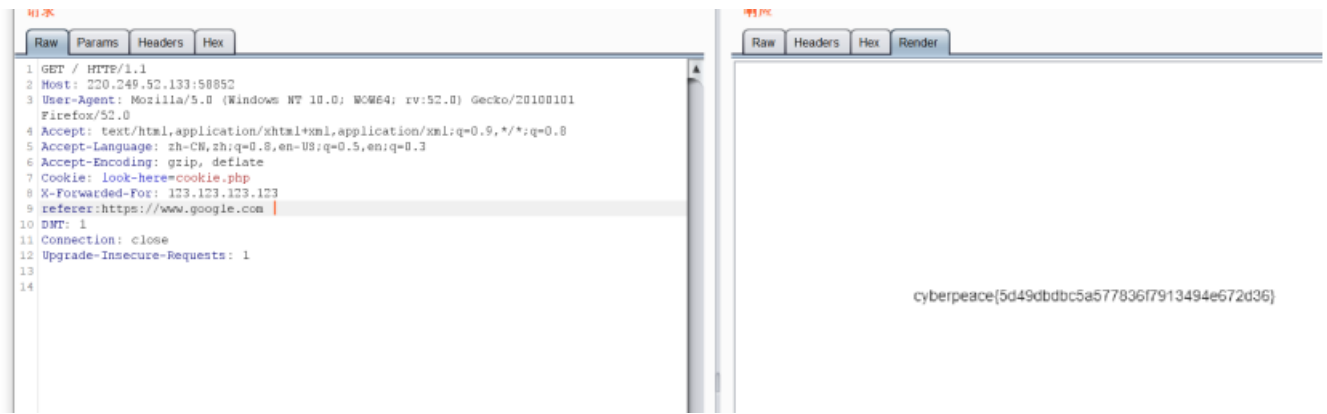 请求
Raw Params Headers Hex
1 GET / HTTP/1.1
2 Host: 220.249.52.133:58852
3 User-Agent: Mozilla/5.0 (Windows NT 10.0; WOW64; rv:52.0) Gecko/20100101
Firefox/52.0
4 Accept: text/html,application/xhtml+xml,application/xml;q=0.9,*/*;q=0.8
5 Accept-Language: zh-CN,zh;q=0.8,en-US;q=0.5,en;q=0.3
6 Accept-Encoding: gzip, deflate
7 Cookie: look-here=cookie.php
8 X-Forwarded-For: 123.123.123.123
9 referer:https://www.google.com
10 DNT: 1
11 Connection: close
12 Upgrade-Insecure-Requests: 1
13
14
响应
Raw Headers Hex Render
cyberpeace{5d49dbdbc5a577836f7913494e672d36}